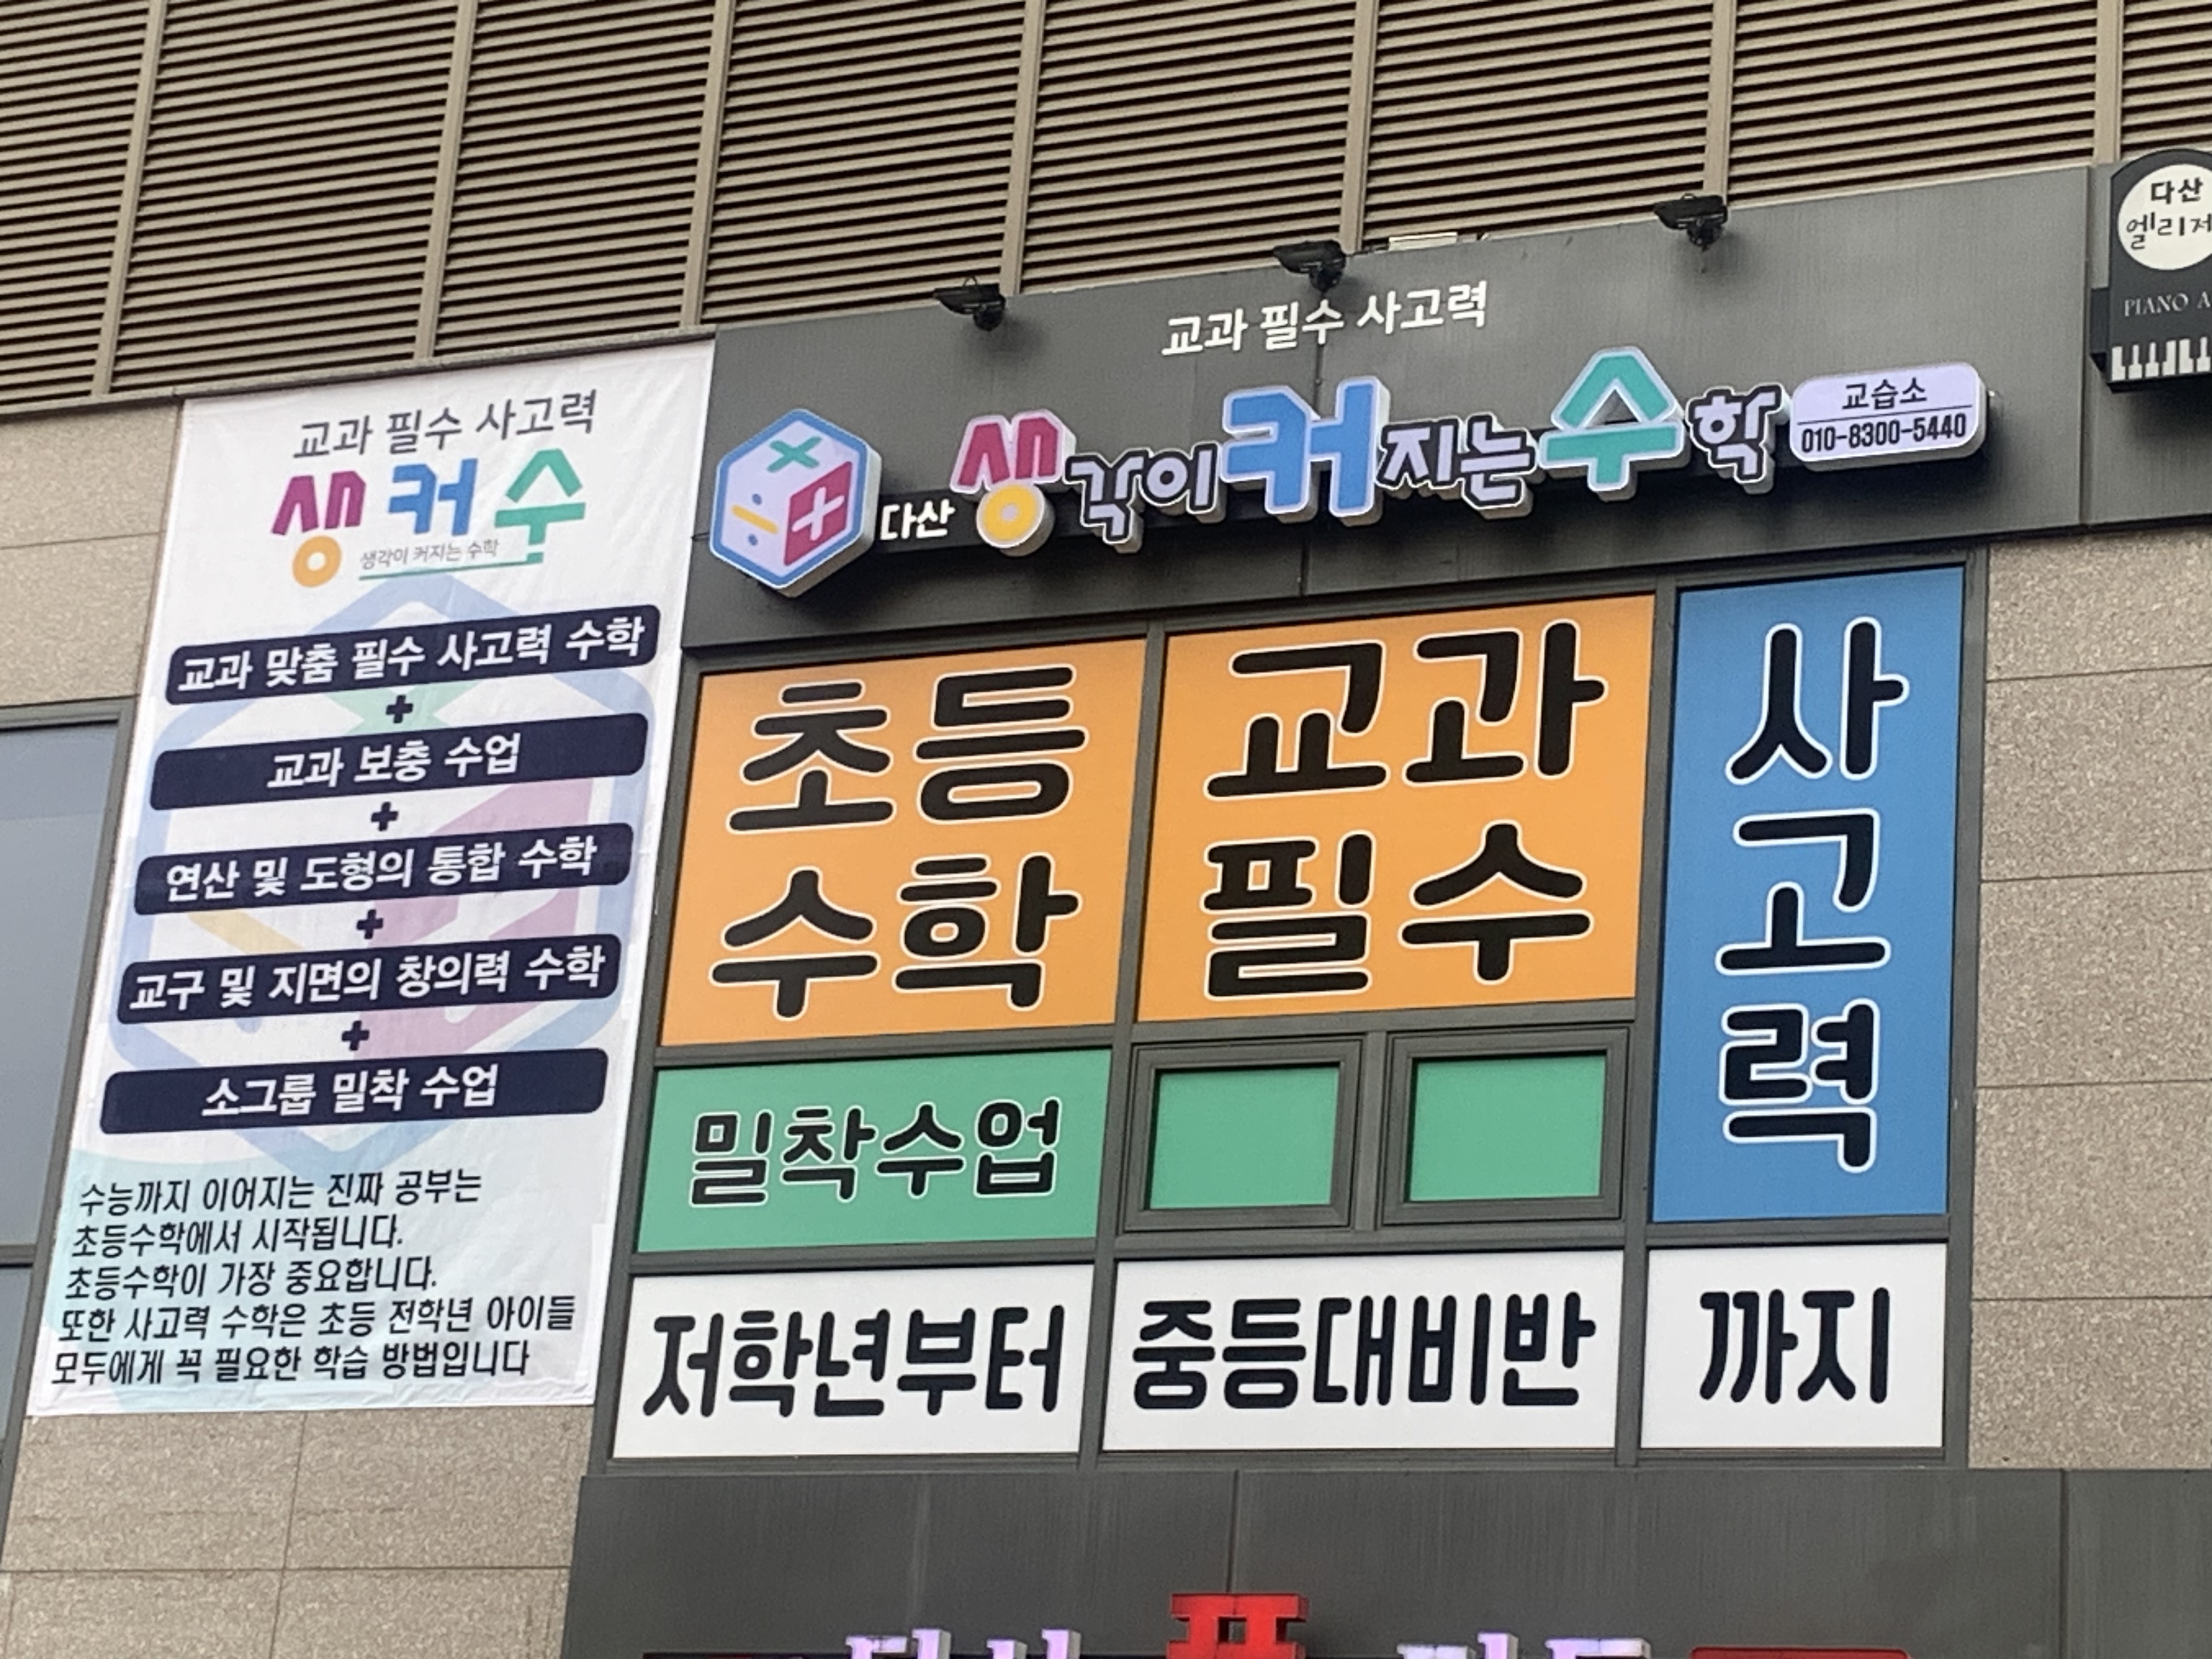 교과 필수 사고력
생커수
생각이 커지는 수학
교과 맞춤 필수 사고력 수학
+
교과 보충 수업
+
연산 및 도형의 통합 수학
+
교구 및 지면의 창의력 수학
+
소그룹 밀착 수업
수능까지 이어지는 진짜 공부는
초등수학에서 시작됩니다.
초등수학이 가장 중요합니다.
또한 사고력 수학은 초등 전학년 아이들
모두에게 꼭 필요한 학습 방법입니다
교과 필수 사고력
다산 생각이커지는수학
교습소
010-8300-5440
초등
수학
교과
필수
사고력
밀착수업
저학년부터 중등대비반 까지
다산
엘리제
PIANO